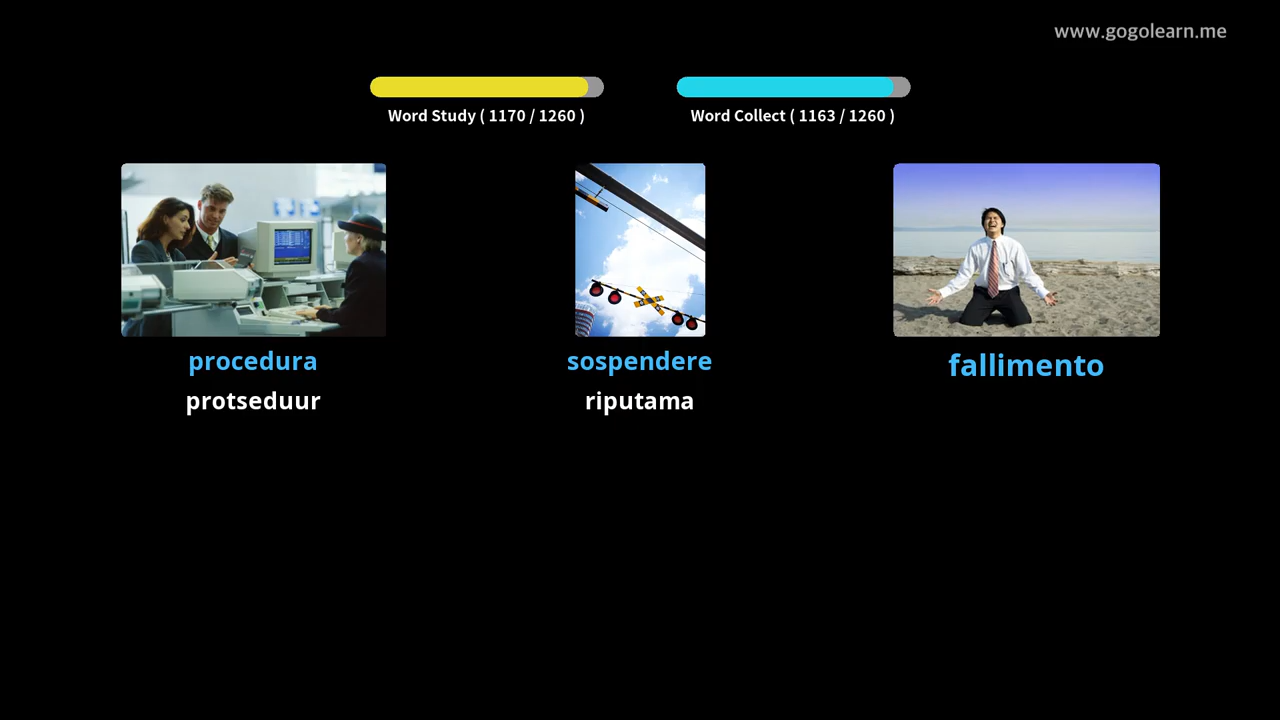 www.gogolearn.me
Word Study ( 1170 / 1260 )
Word Collect ( 1163 / 1260 )
procedura
sospendere
fallimento
protseduur
riputama